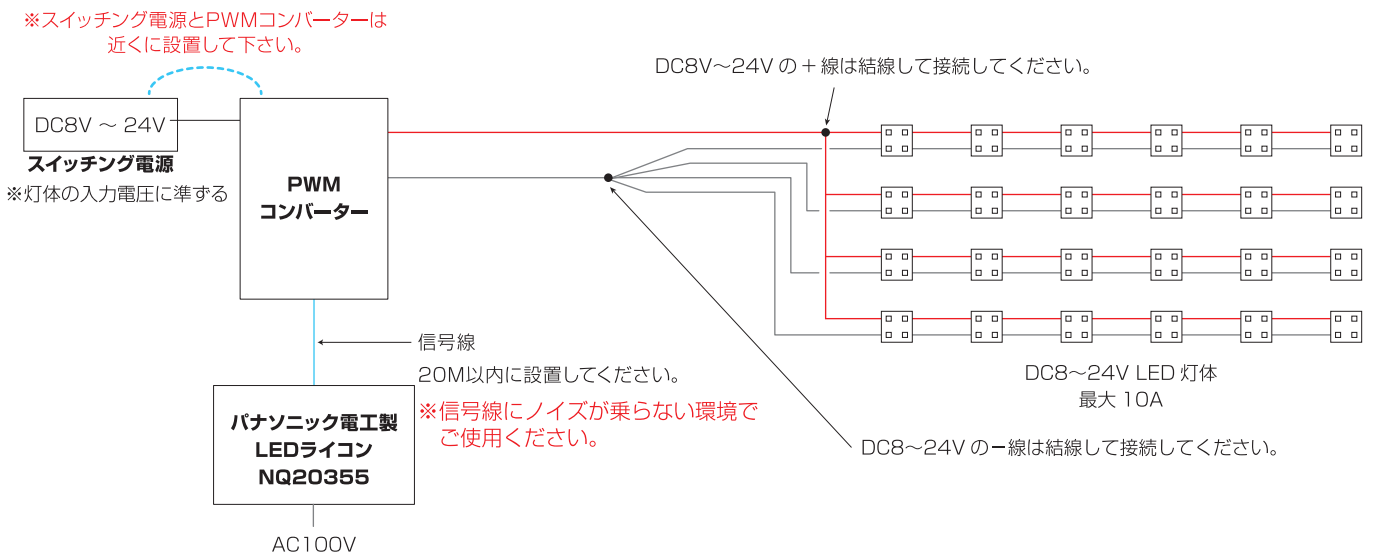 ※スイッチング電源とPWMコンバーターは
近くに設置して下さい。
DC8V～24Vの＋線は結線して接続してください。
DC8V ～ 24V
スイッチング電源
※灯体の入力電圧に準ずる
PWM
コンバーター
信号線
20M以内に設置してください。
※信号線にノイズが乗らない環境で
ご使用ください。
DC8～24V LED 灯体
最大 10A
DC8～24Vの－線は結線して接続してください。
パナソニック電工製
LEDライコン
NQ20355
AC100V